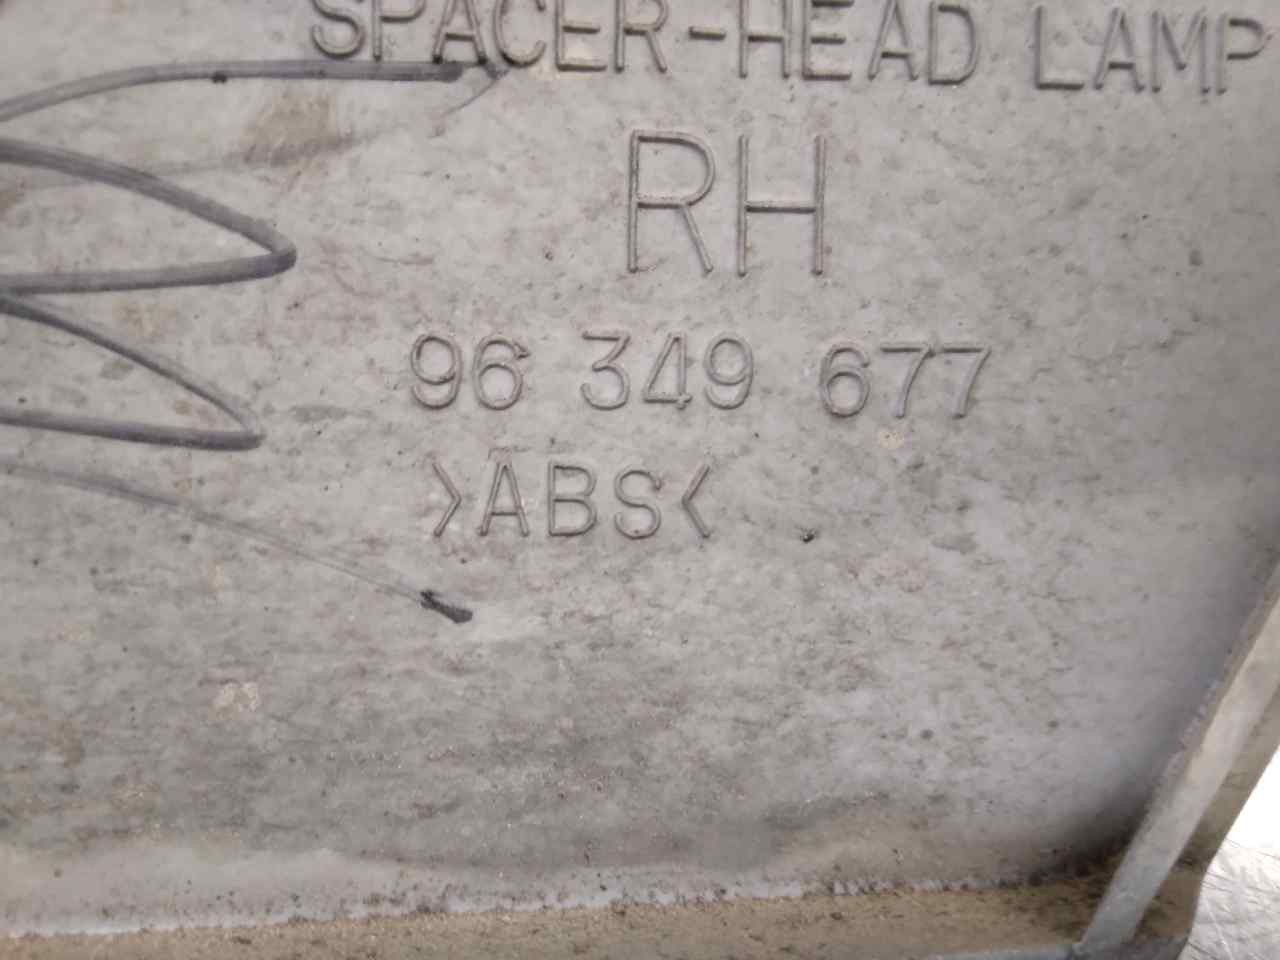 SPACER-HEAD LAMP
RH
96 349 677
>ABS<